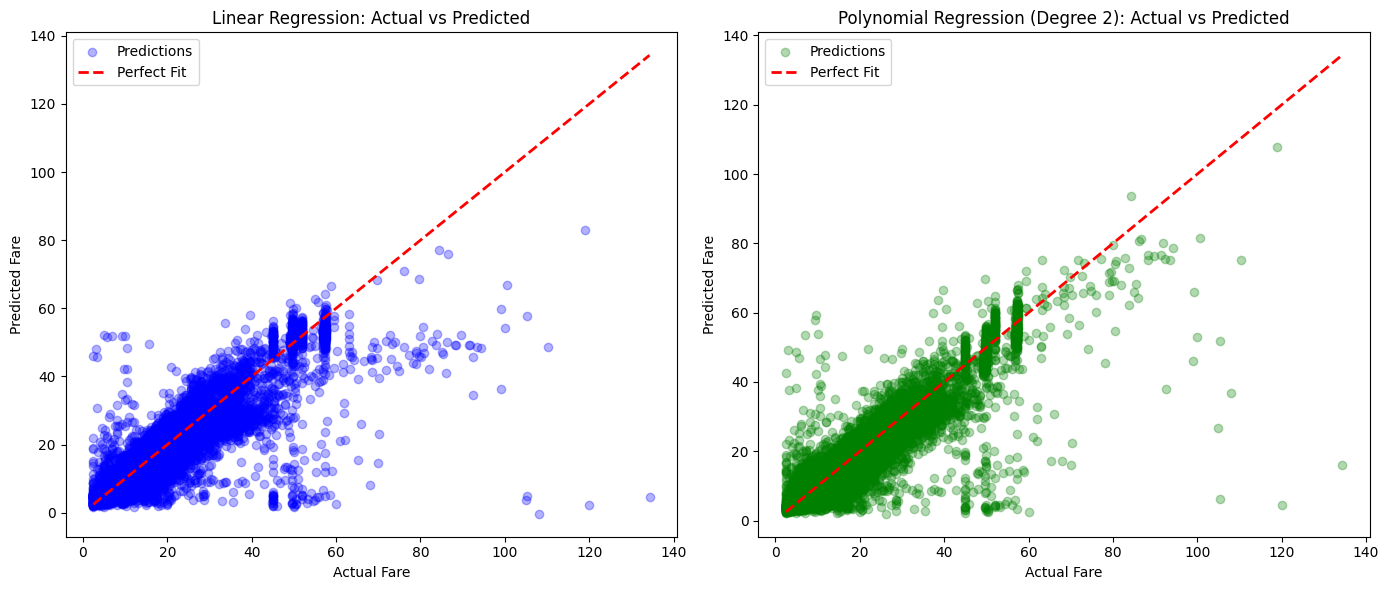 Linear Regression: Actual vs Predicted
Predictions
Perfect Fit
140
120
100
80
60
40
20
0
Predicted Fare
0 20 40 60 80 100 120 140
Actual Fare
Polynomial Regression (Degree 2): Actual vs Predicted
Predictions
Perfect Fit
140
120
100
80
60
40
20
0
Predicted Fare
0 20 40 60 80 100 120 140
Actual Fare